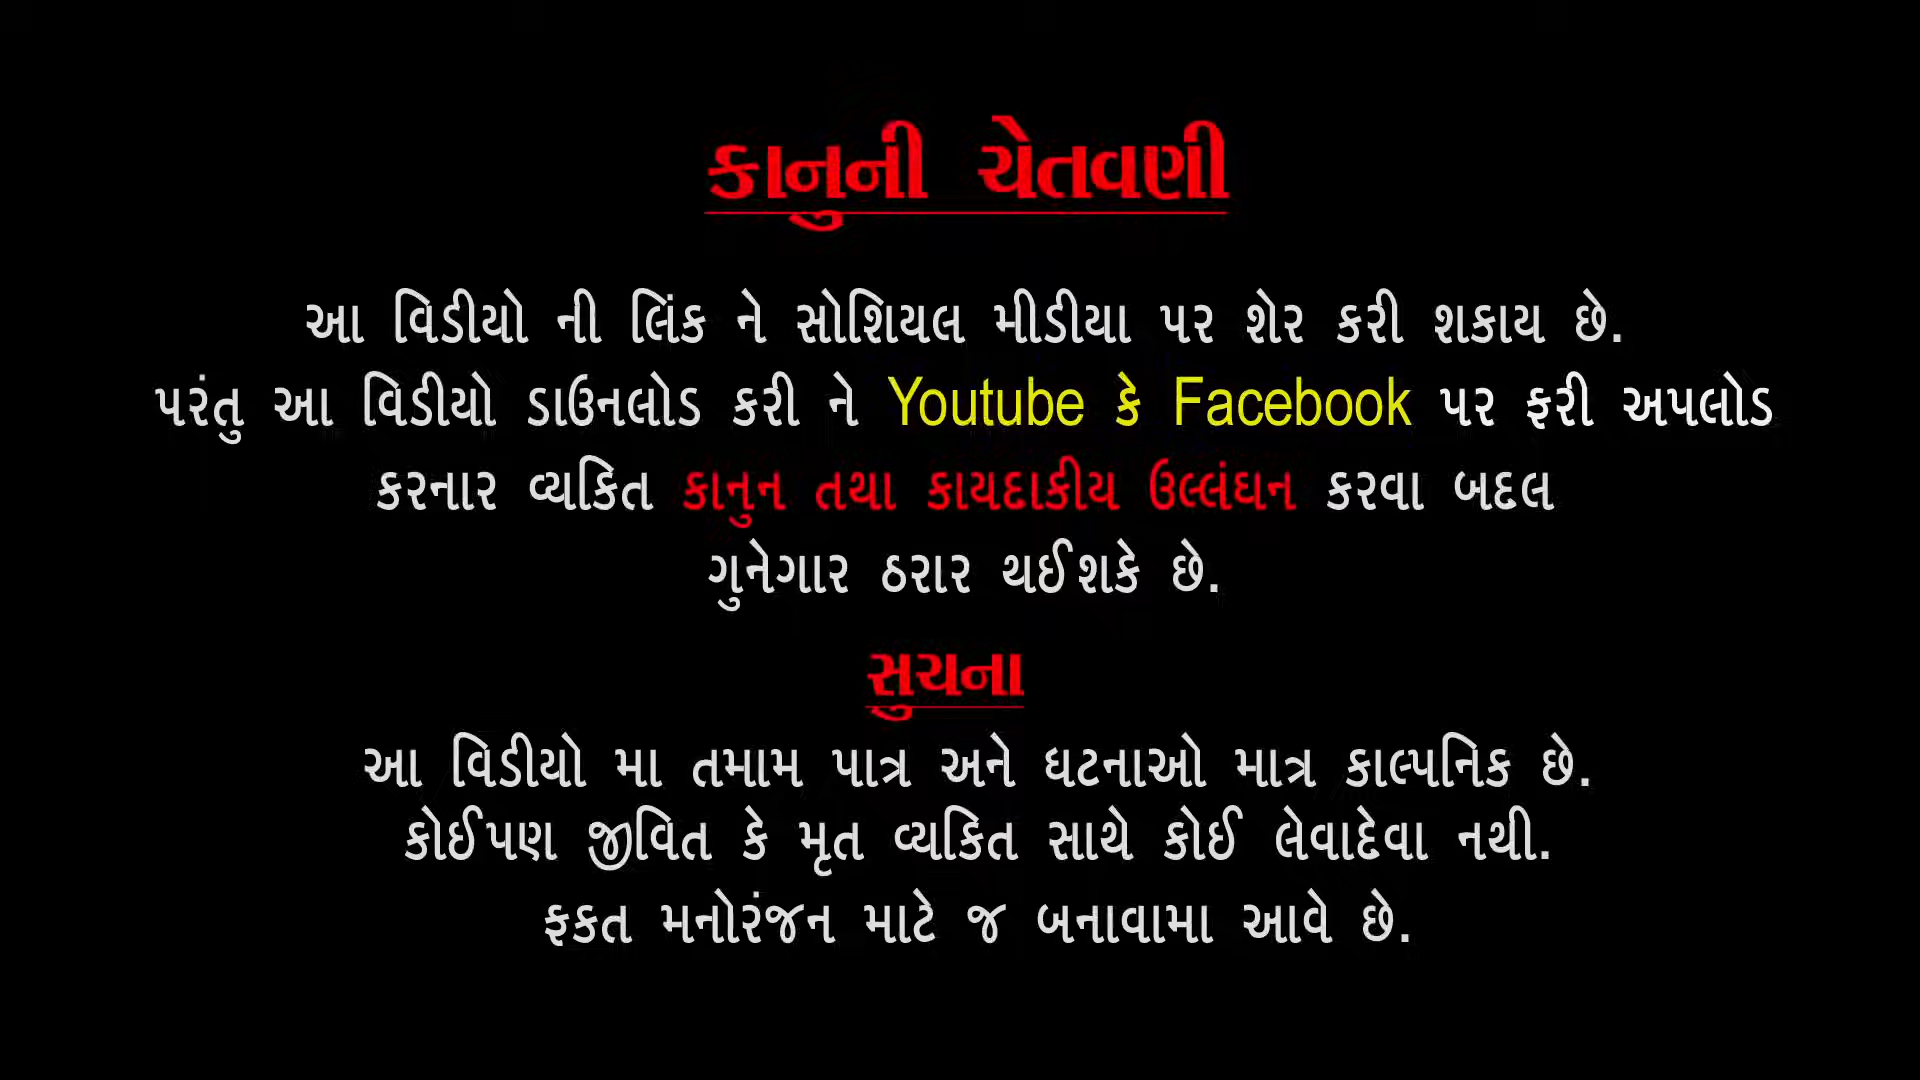 કાનુની ચેતવણી
આ વિડીયો ની લિંક ને સોશિયલ મીડીયા પર શેર કરી શકાય છે.
પરંતુ આ વિડીયો ડાઉનલોડ કરી ને Youtube કે Facebook પર ફરી અપલોડ
કરનાર વ્યકિત કાનુન તથા કાયદાકીય ઉલ્લંઘન કરવા બદલ
ગુનેગાર ઠરાર થઈશકે છે.
સુચના
આ વિડીયો મા તમામ પાત્ર અને ઘટનાઓ માત્ર કાલ્પનિક છે.
કોઈપણ જીવિત કે મૃત વ્યકિત સાથે કોઈ લેવાદેવા નથી.
ફકત મનોરંજન માટે જ બનાવામા આવે છે.